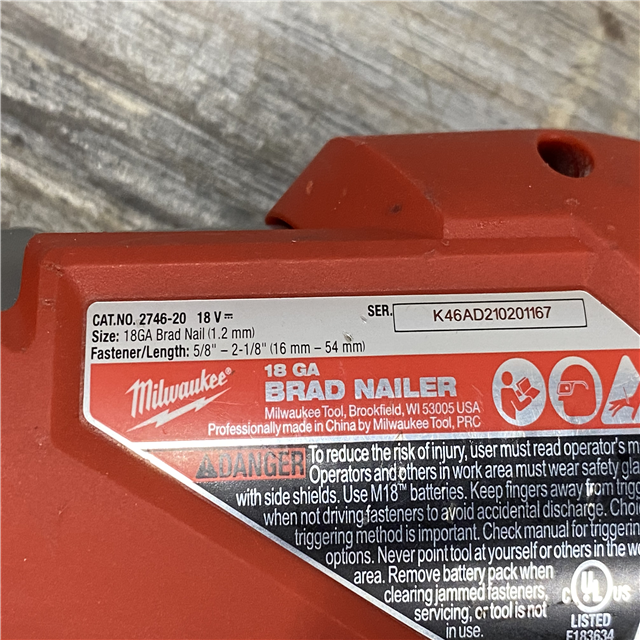 CAT.NO. 2746-20 18 V⎓
SER. K46AD210201167
Size: 18GA Brad Nail (1.2 mm)
Fastener/Length: 5/8" – 2-1/8" (16 mm – 54 mm)
Milwaukee®
18 GA
BRAD NAILER
Milwaukee Tool, Brookfield, WI 53005 USA
Professionally made in China by Milwaukee Tool, PRC
DANGER To reduce the risk of injury, user must read operator's
Operators and others in work area must wear safety
with side shields. Use M18™ batteries. Keep fingers away from
when not driving fasteners to avoid accidental discharge.
triggering method is important. Check manual for triggering
options. Never point tool at yourself or others in the
area. Remove battery pack when
clearing jammed fasteners,
servicing, or tool is not
in use.
C UL US
LISTED
E183634